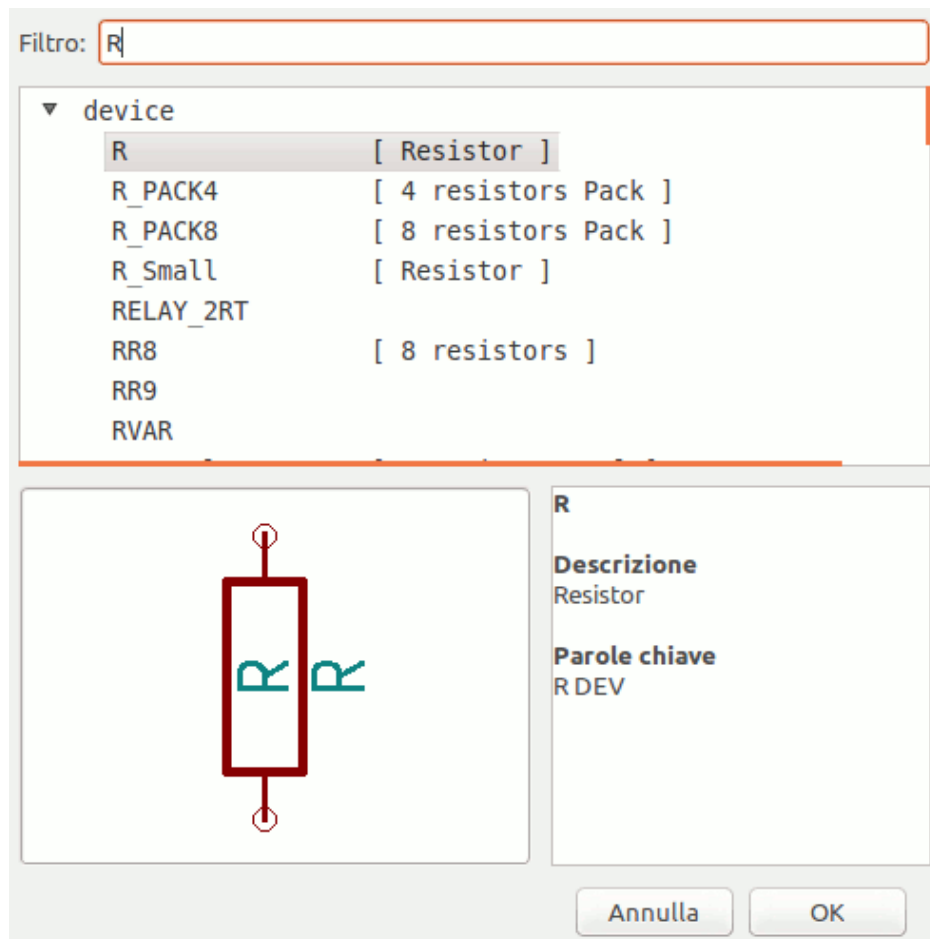 Filtro: R
device
R [ Resistor ]
R_PACK4 [ 4 resistors Pack ]
R_PACK8 [ 8 resistors Pack ]
R_Small [ Resistor ]
RELAY_2RT
RR8 [ 8 resistors ]
RR9
RVAR
R
Descrizione
Resistor
Parole chiave
R DEV
R R
Annulla OK